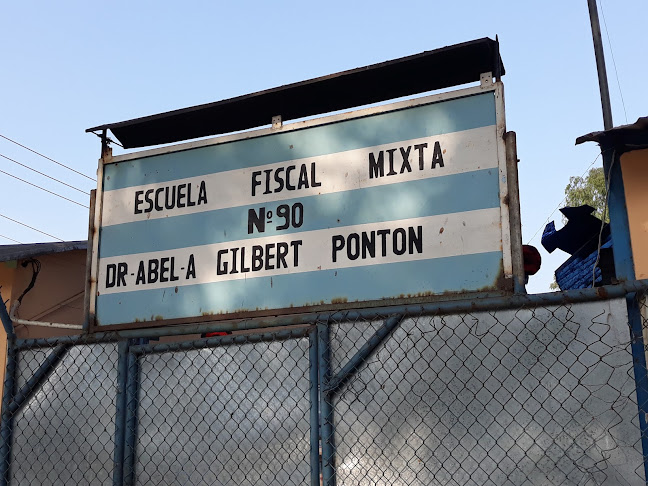 ESCUELA FISCAL MIXTA
Nº 90
DR-ABEL-A GILBERT PONTON